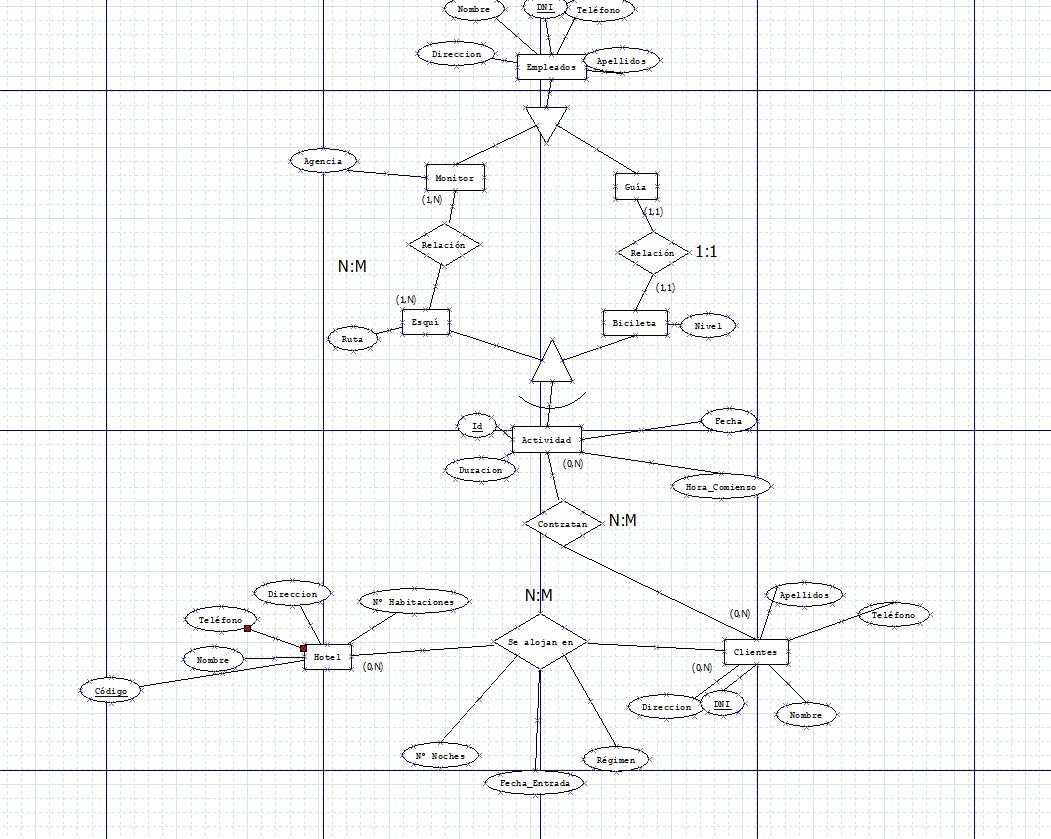 Nombre
DNI
Teléfono
Direccion
Empleados
Apellidos
Agencia
Monitor
Guía
(1,N)
(1,1)
Relación
Relación
1:1
N:M
(1,N)
(1,1)
Esquí
Bicileta
Nivel
Ruta
Id
Fecha
Actividad
(0,N)
Duracion
Hora_Comienzo
Contratan
N:M
Direccion
N:M
Apellidos
Nº Habitaciones
Teléfono
(0,N)
Teléfono
Se alojan en
Nombre
Hotel
Clientes
(0,N)
(0,N)
Código
Direccion
DNI
Nombre
Nº Noches
Régimen
Fecha_Entrada